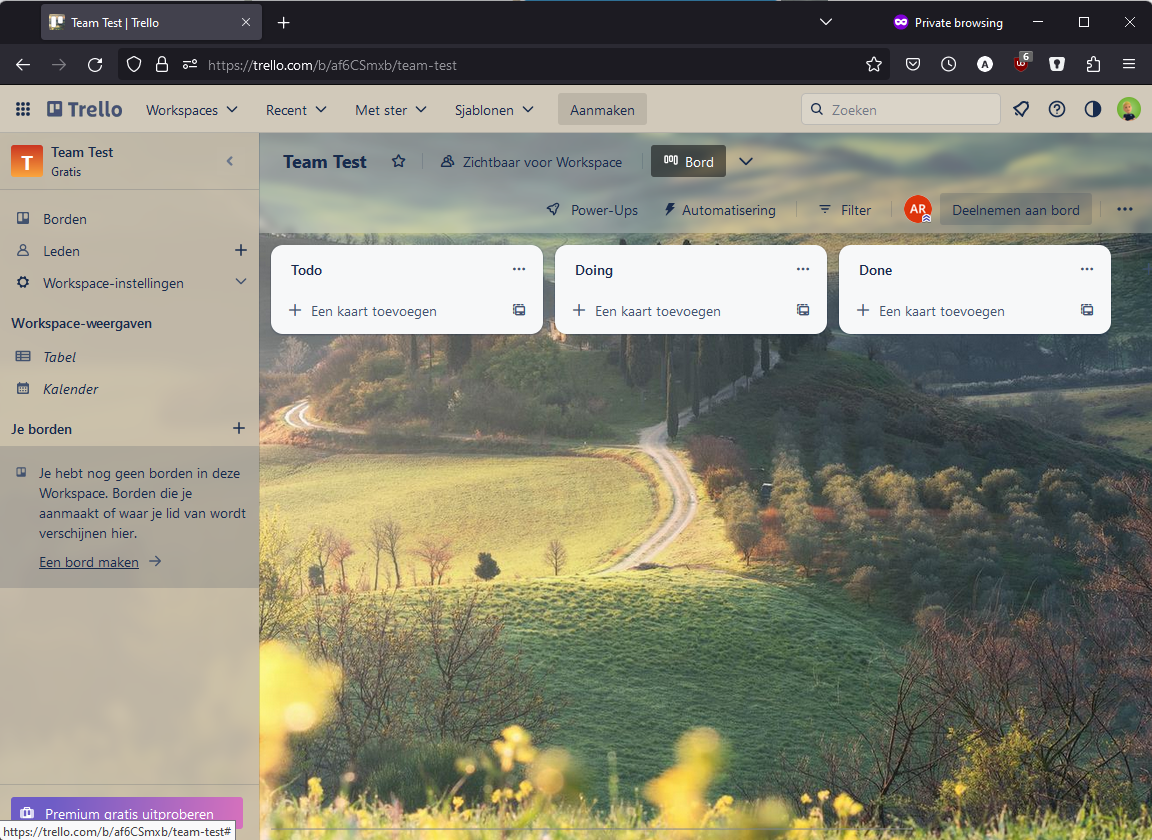 Team Test | Trello
Private browsing
https://trello.com/b/af6CSmxb/team-test
A
6
Trello
Workspaces
Recent
Met ster
Sjablonen
Aanmaken
Zoeken
T
Team Test
Gratis
Team Test
Zichtbaar voor Workspace
Bord
Power-Ups
Automatisering
Filter
AR
Deelnemen aan bord
Borden
Leden
Workspace-instellingen
Workspace-weergaven
Tabel
Kalender
Je borden
Je hebt nog geen borden in deze
Workspace. Borden die je
aanmaakt of waar je lid van wordt
verschijnen hier.
Een bord maken
Todo
Een kaart toevoegen
Doing
Een kaart toevoegen
Done
Een kaart toevoegen
Premium gratis uitproberen
https://trello.com/b/af6CSmxb/team-test#